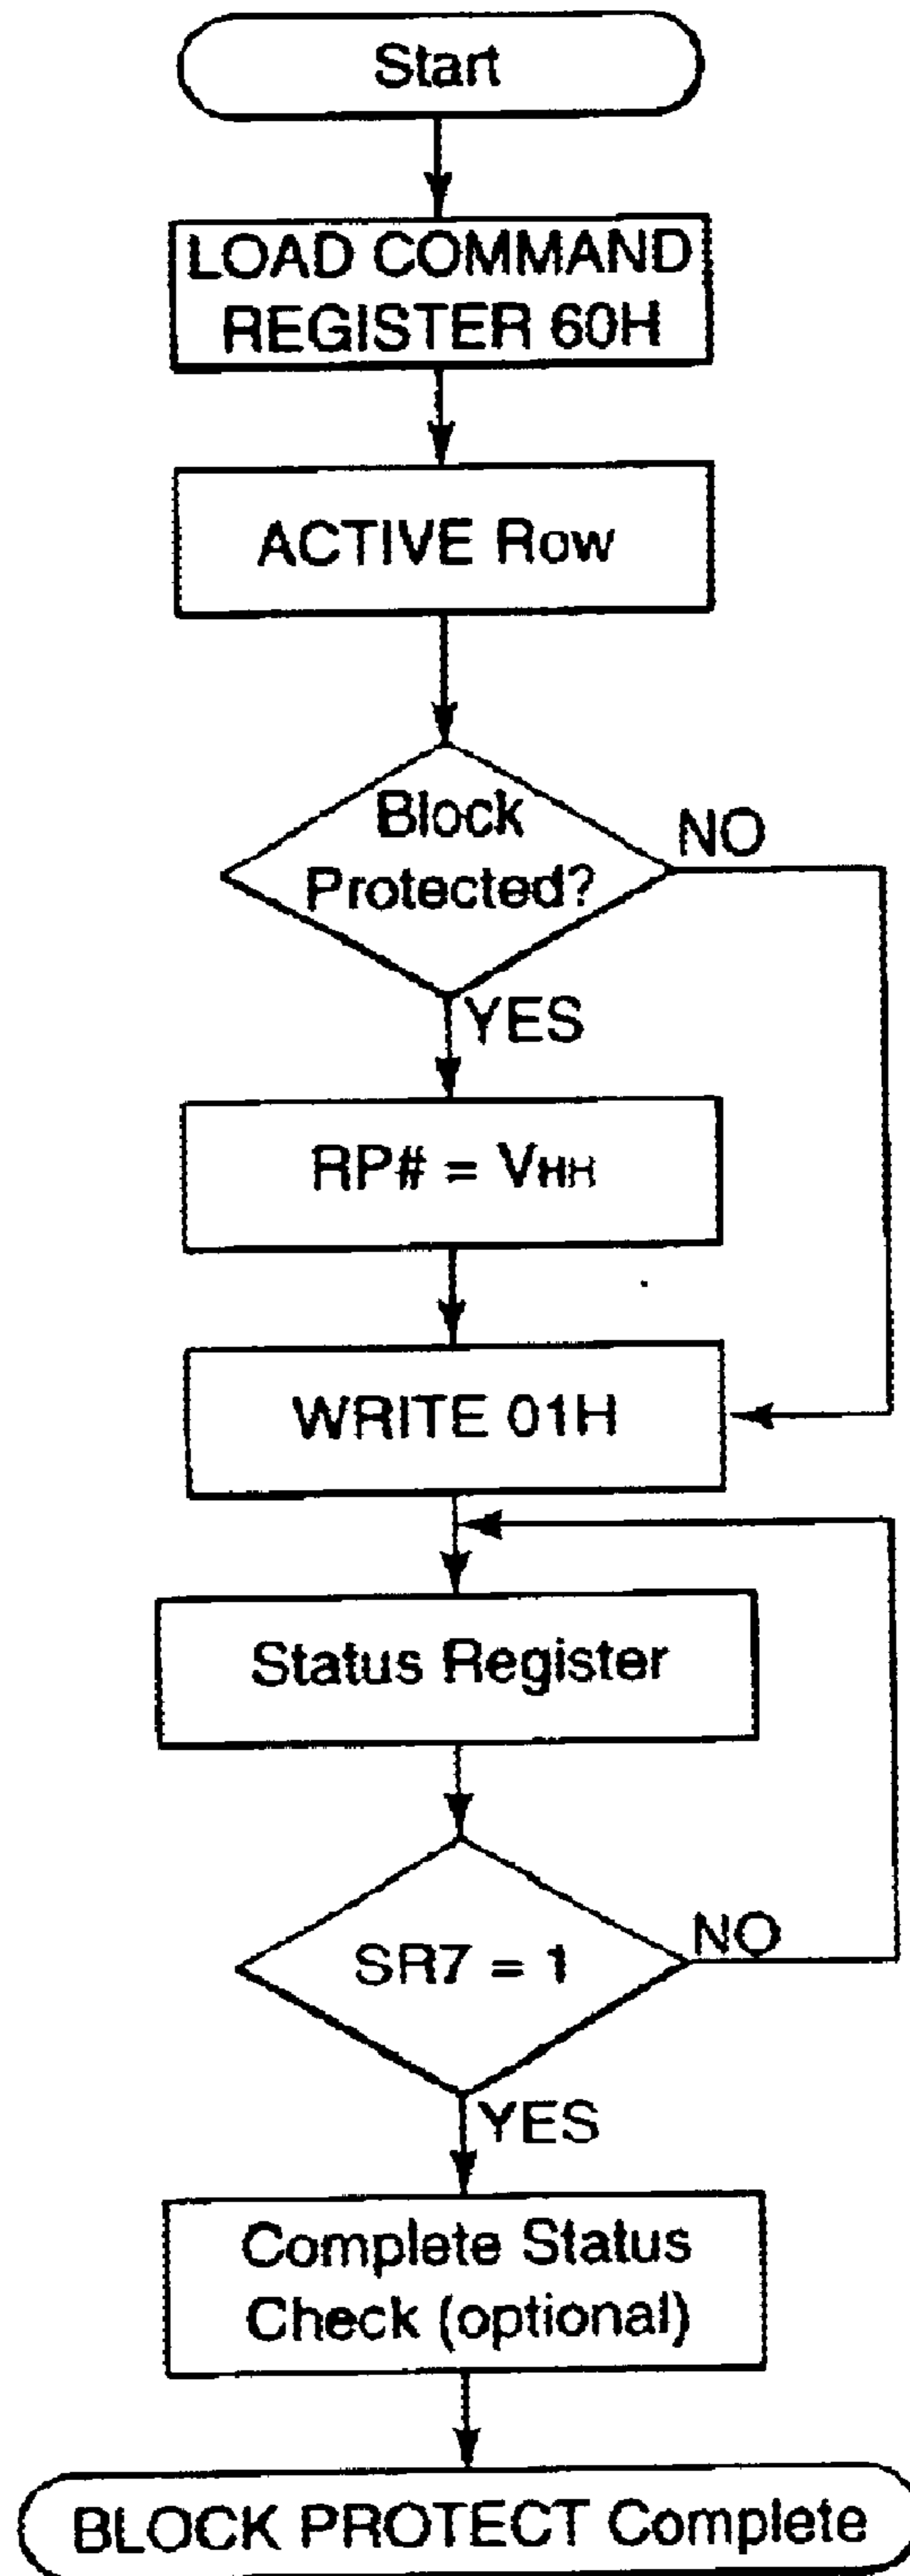 Start
LOAD COMMAND
REGISTER 60H
ACTIVE Row
Block
Protected?
NO
YES
RP# = VHH
WRITE 01H
Status Register
SR7 = 1
NO
YES
Complete Status
Check (optional)
BLOCK PROTECT Complete